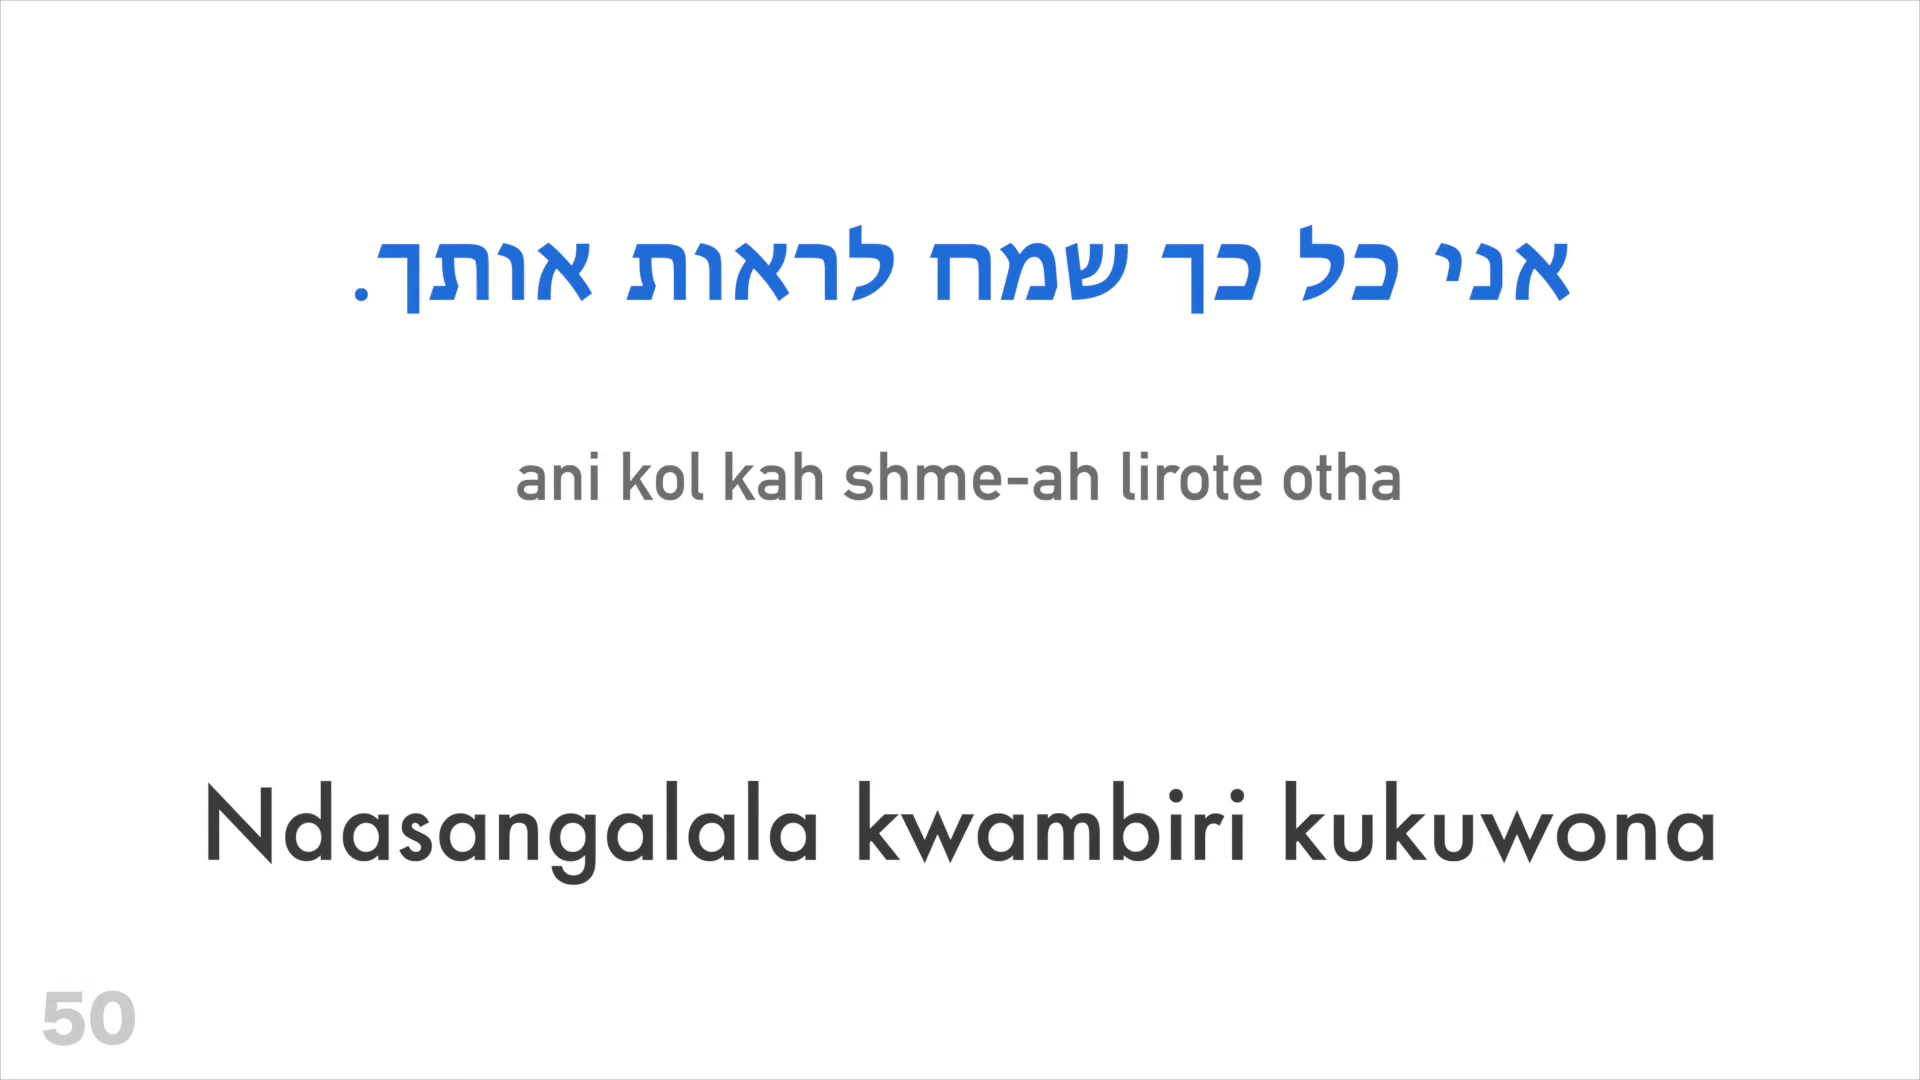 אני כל כך שמח לראות אותך.
ani kol kah shme-ah lirote otha
Ndasangalala kwambiri kukuwona
50